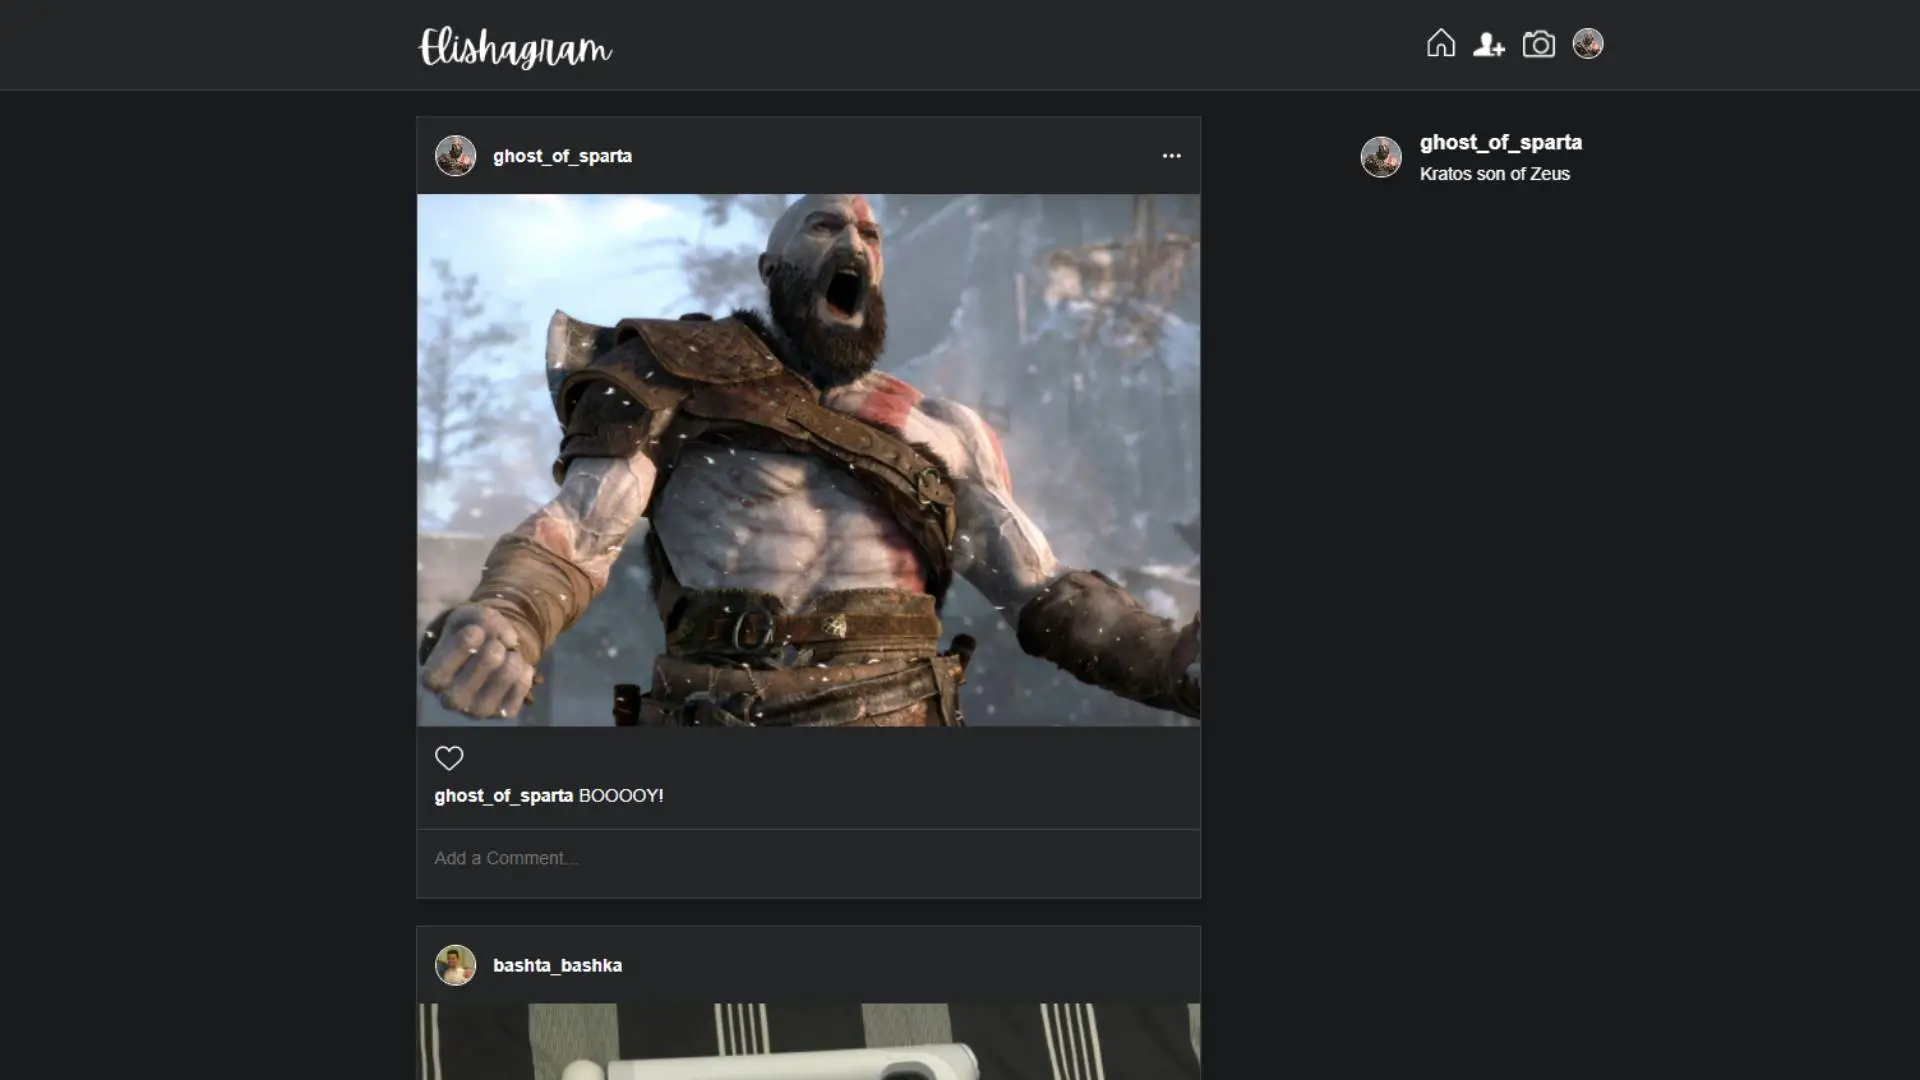 Elishagram
ghost_of_sparta
ghost_of_sparta
Kratos son of Zeus
ghost_of_sparta BOOOOY!
Add a Comment...
bashta_bashka